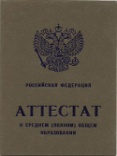 РОССИЙСКАЯ ФЕДЕРАЦИЯ
АТТЕСТАТ
О СРЕДНЕМ (ПОЛНОМ) ОБЩЕМ
ОБРАЗОВАНИИ